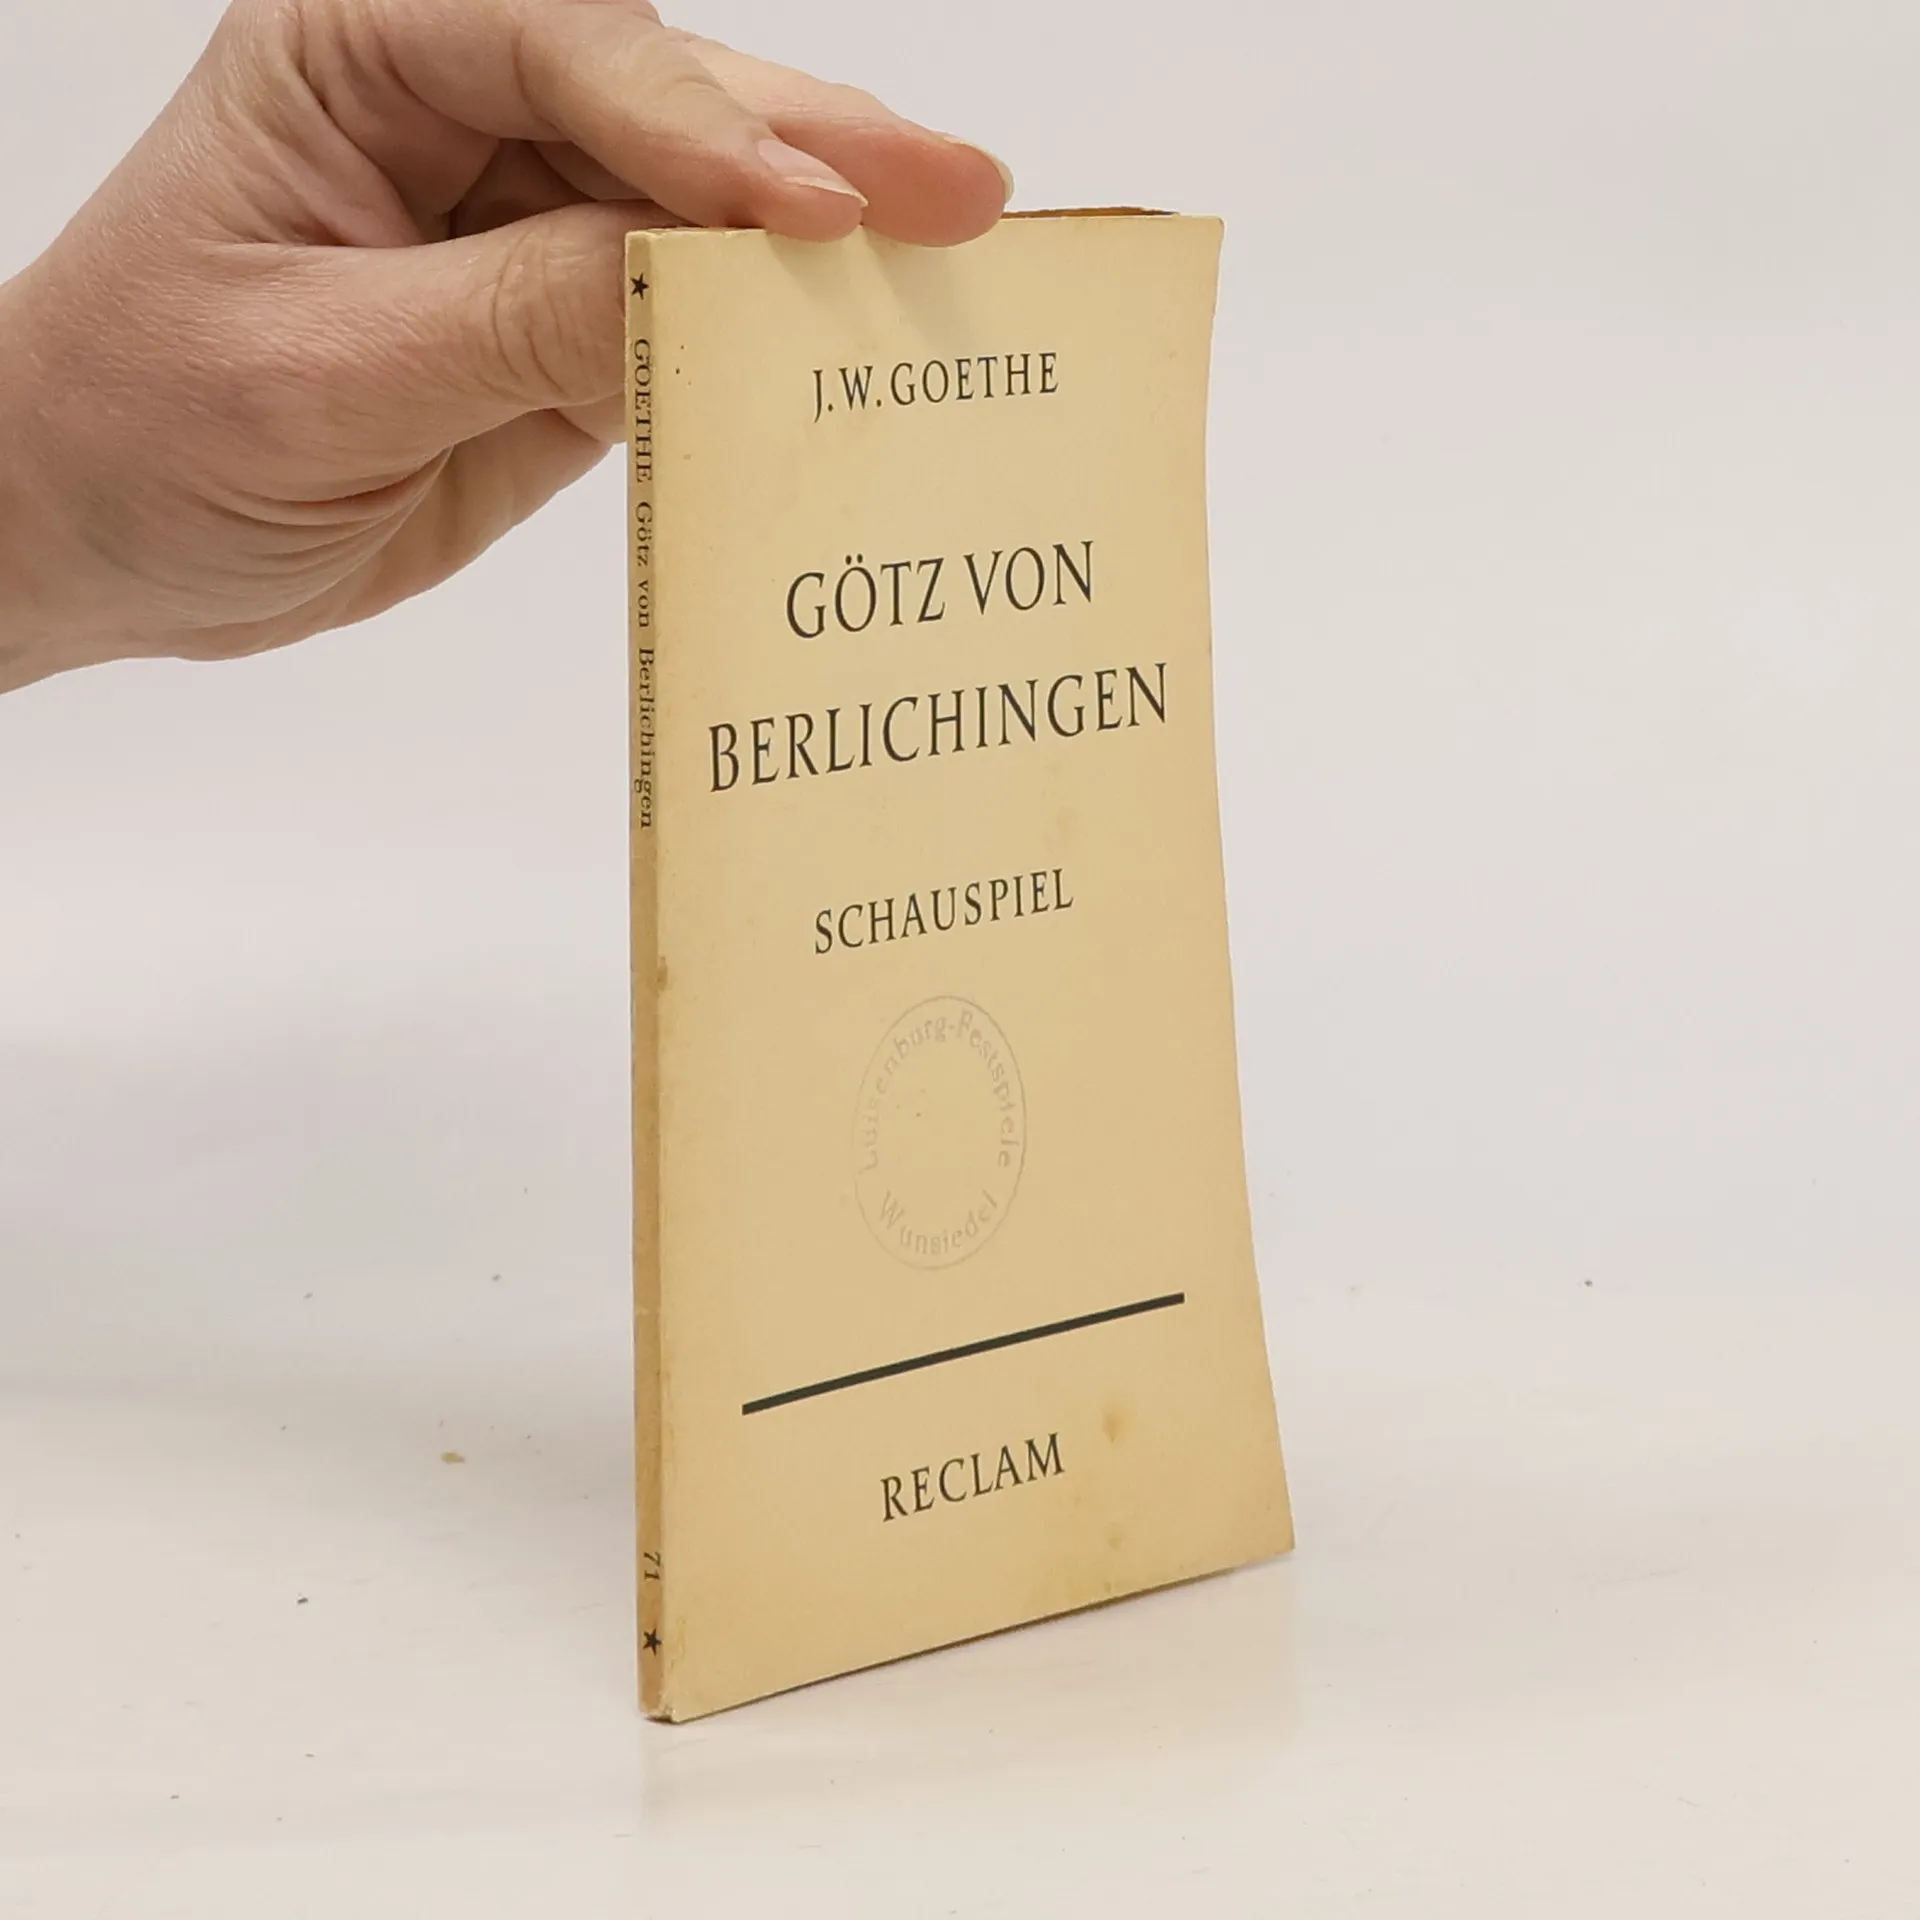 J.W. GOETHE
GÖTZ VON
BERLICHINGEN
SCHAUSPIEL
Luisenburg-Festspiele
Wunsiedel
RECLAM
★ GOETHE Götz von Berlichingen 71 ★